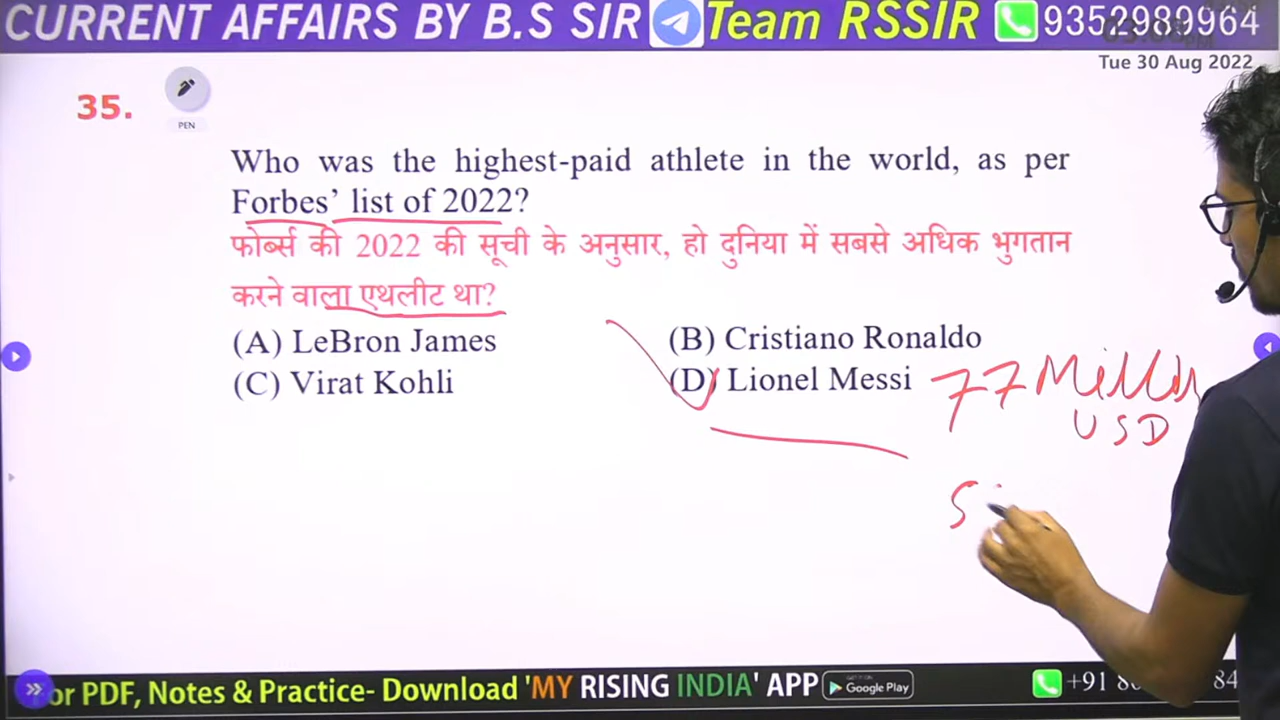 CURRENT AFFAIRS BY B.S SIR Team RSSIR 9352989964
Tue 30 Aug 2022
35.
PEN
Who was the highest-paid athlete in the world, as per
Forbes’ list of 2022?
फोर्ब्स की 2022 की सूची के अनुसार, हो दुनिया में सबसे अधिक भुगतान
करने वाला एथलीट था?
(A) LeBron James
(B) Cristiano Ronaldo
(C) Virat Kohli
(D) Lionel Messi
77 Million
USD
or PDF, Notes & Practice- Download 'MY RISING INDIA' APP GET IT ON Google Play +91